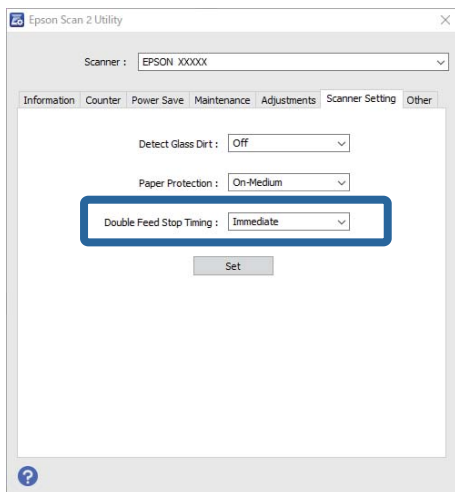 Epson Scan 2 Utility
Scanner : EPSON XXXXX
Information Counter Power Save Maintenance Adjustments Scanner Setting Other
Detect Glass Dirt : Off
Paper Protection : On-Medium
Double Feed Stop Timing : Immediate
Set
?